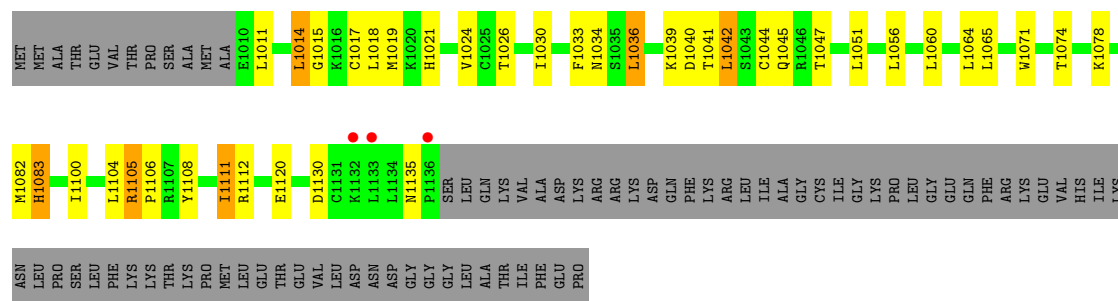 MET MET ALA THR GLU VAL THR PRO SER ALA MET ALA E1010 L1011 L1014 G1015 K1016 C1017 L1018 M1019 K1020 H1021 V1024 C1025 T1026 I1030 F1033 N1034 S1035 L1036 K1039 D1040 T1041 L1042 S1043 C1044 Q1045 R1046 T1047 L1051 L1056 L1060 L1064 L1065 W1071 T1074 K1078
M1082 H1083 I1100 L1104 R1105 P1106 R1107 Y1108 I1111 R1112 E1120 D1130 C1131 K1132 L1133 L1134 N1135 P1136 SER LEU GLN LYS VAL ALA ASP LYS ARG ARG LYS ASP GLN PHE LYS ARG LEU ILE ALA GLY CYS ILE GLY LYS PRO LEU GLY GLU GLN PHE ARG LYS GLU VAL HIS ILE LYS
ASN LEU PRO SER LEU PHE LYS LYS THR LYS PRO MET LEU GLU THR GLU VAL LEU ASP ASN ASP GLY GLY GLY LEU ALA THR ILE PHE GLU PRO